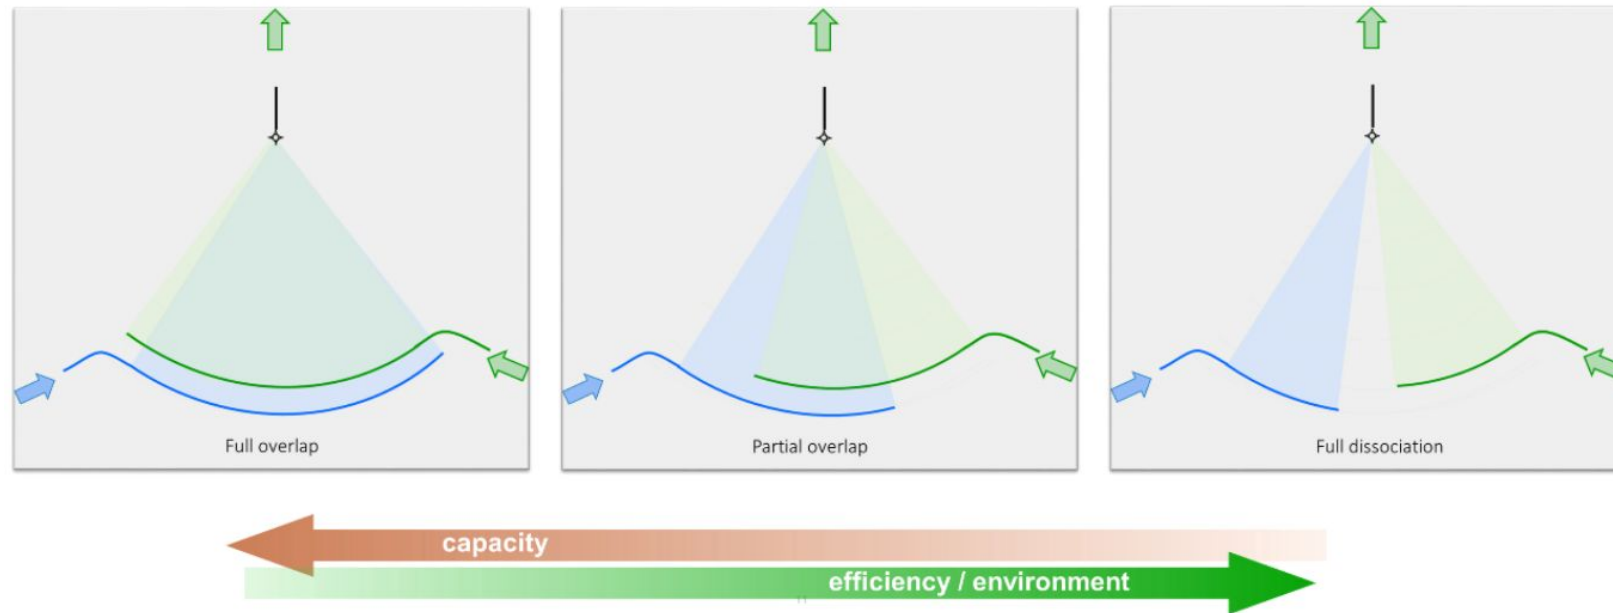 Full overlap
Partial overlap
Full dissociation
capacity
efficiency / environment